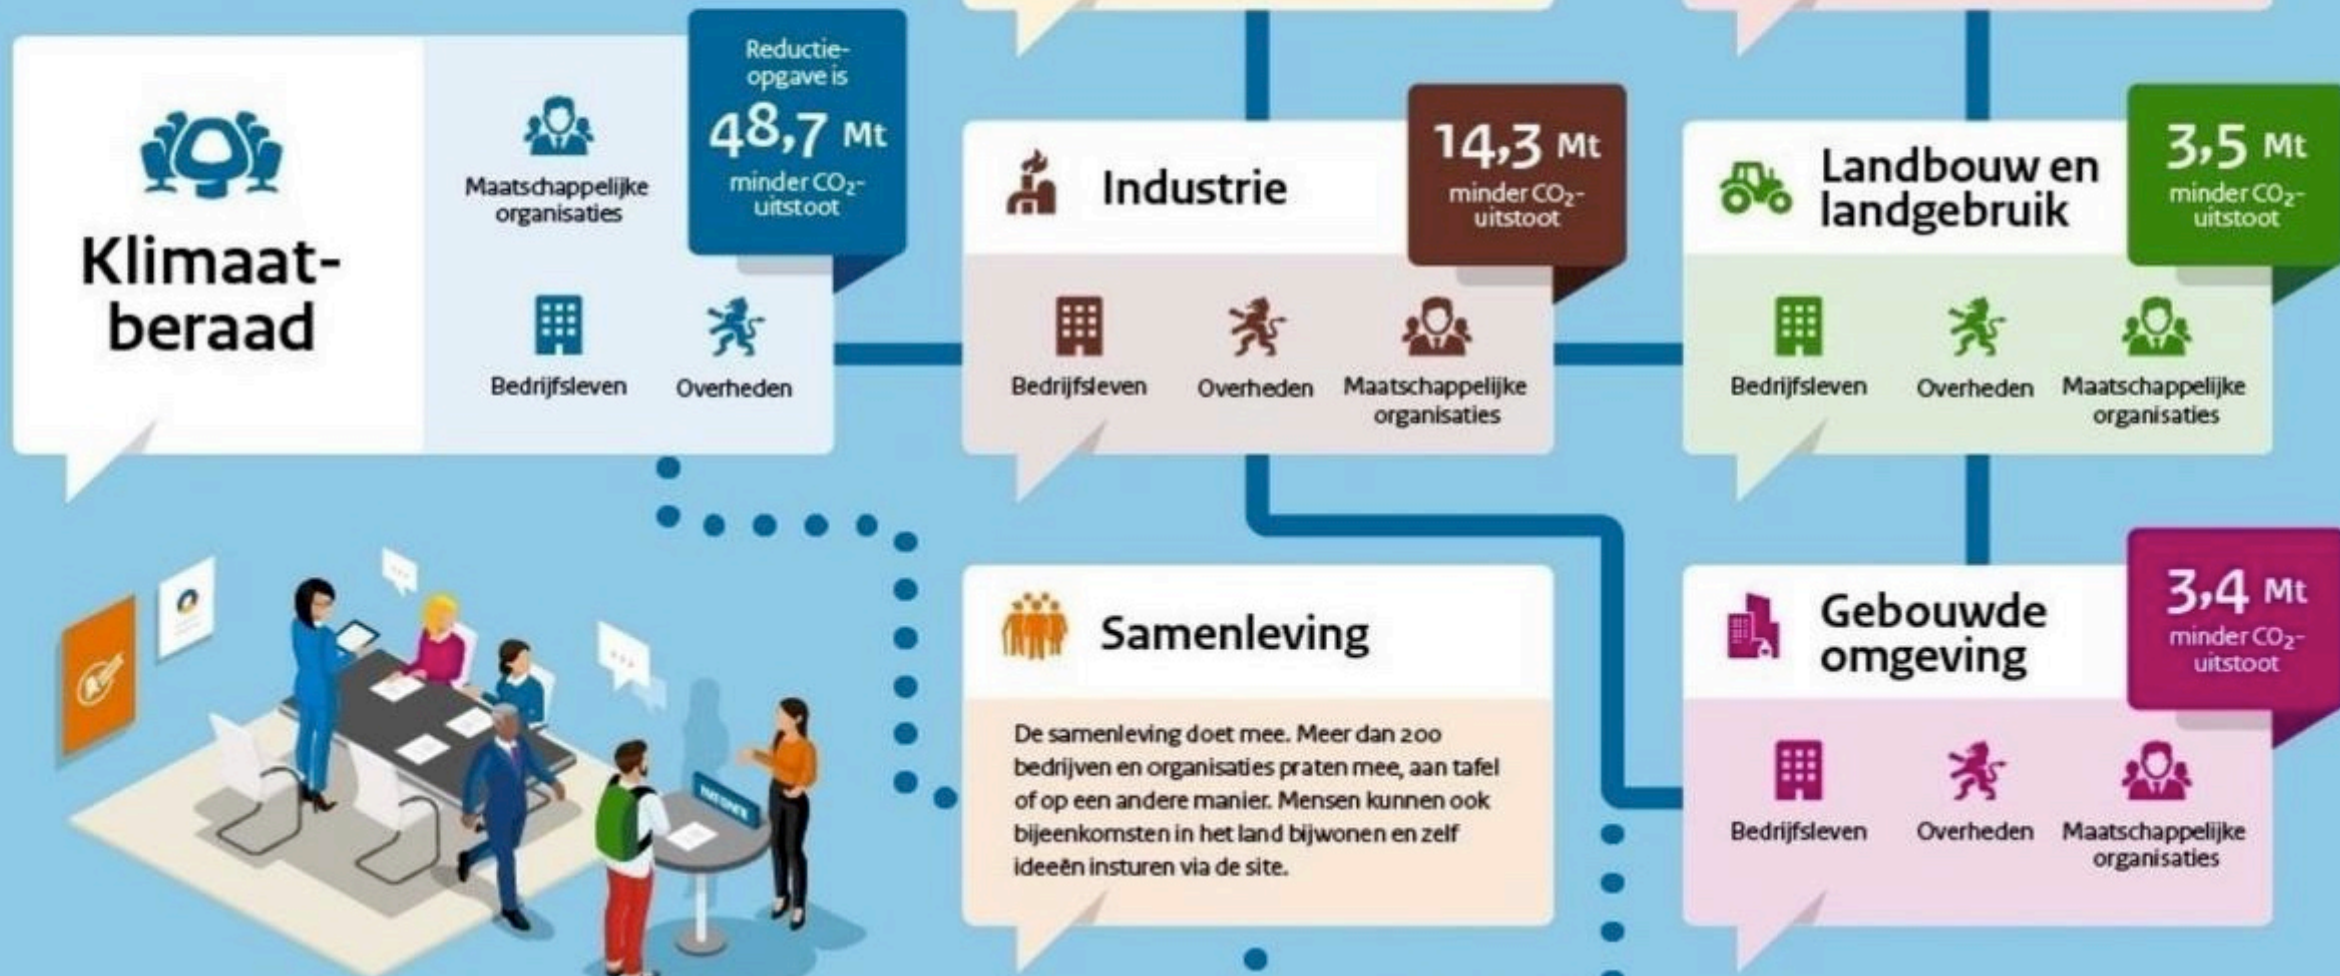 Klimaat-
beraad
Maatschappelijke
organisaties
Bedrijfsleven
Overheden
Reductie-
opgave is
48,7 Mt
minder CO₂-
uitstoot
Industrie
14,3 Mt
minder CO₂-
uitstoot
Bedrijfsleven
Overheden
Maatschappelijke
organisaties
Landbouw en
landgebruik
3,5 Mt
minder CO₂-
uitstoot
Bedrijfsleven
Overheden
Maatschappelijke
organisaties
Samenleving
De samenleving doet mee. Meer dan 200
bedrijven en organisaties praten mee, aan tafel
of op een andere manier. Mensen kunnen ook
bijeenkomsten in het land bijwonen en zelf
ideeën insturen via de site.
Gebouwde
omgeving
3,4 Mt
minder CO₂-
uitstoot
Bedrijfsleven
Overheden
Maatschappelijke
organisaties